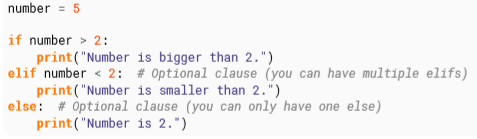 number = 5
if number > 2:
    print("Number is bigger than 2.")
elif number < 2:  # Optional clause (you can have multiple elifs)
    print("Number is smaller than 2.")
else:  # Optional clause (you can only have one else)
    print("Number is 2.")